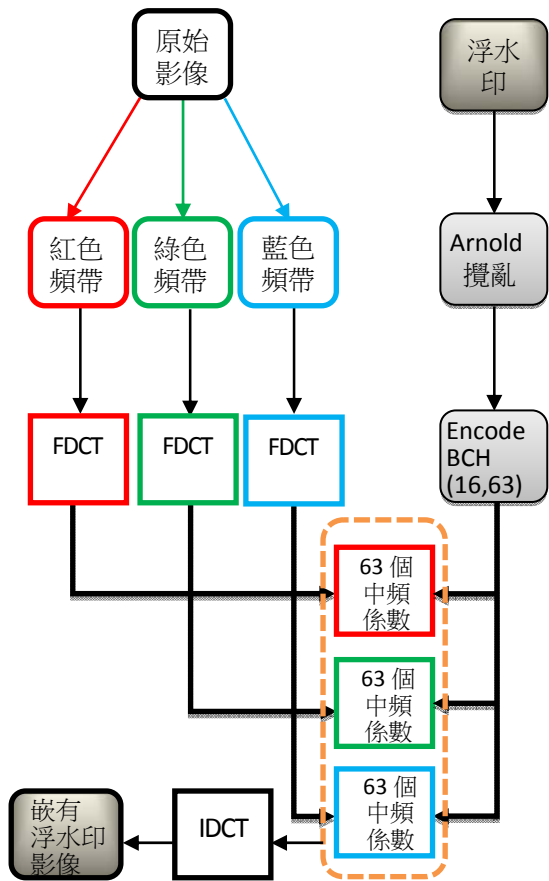 原始
影像
浮水
印
紅色
頻帶
綠色
頻帶
藍色
頻帶
Arnold
攪亂
FDCT
FDCT
FDCT
Encode
BCH
(16,63)
63 個
中頻
係數
63 個
中頻
係數
63 個
中頻
係數
嵌有
浮水印
影像
IDCT